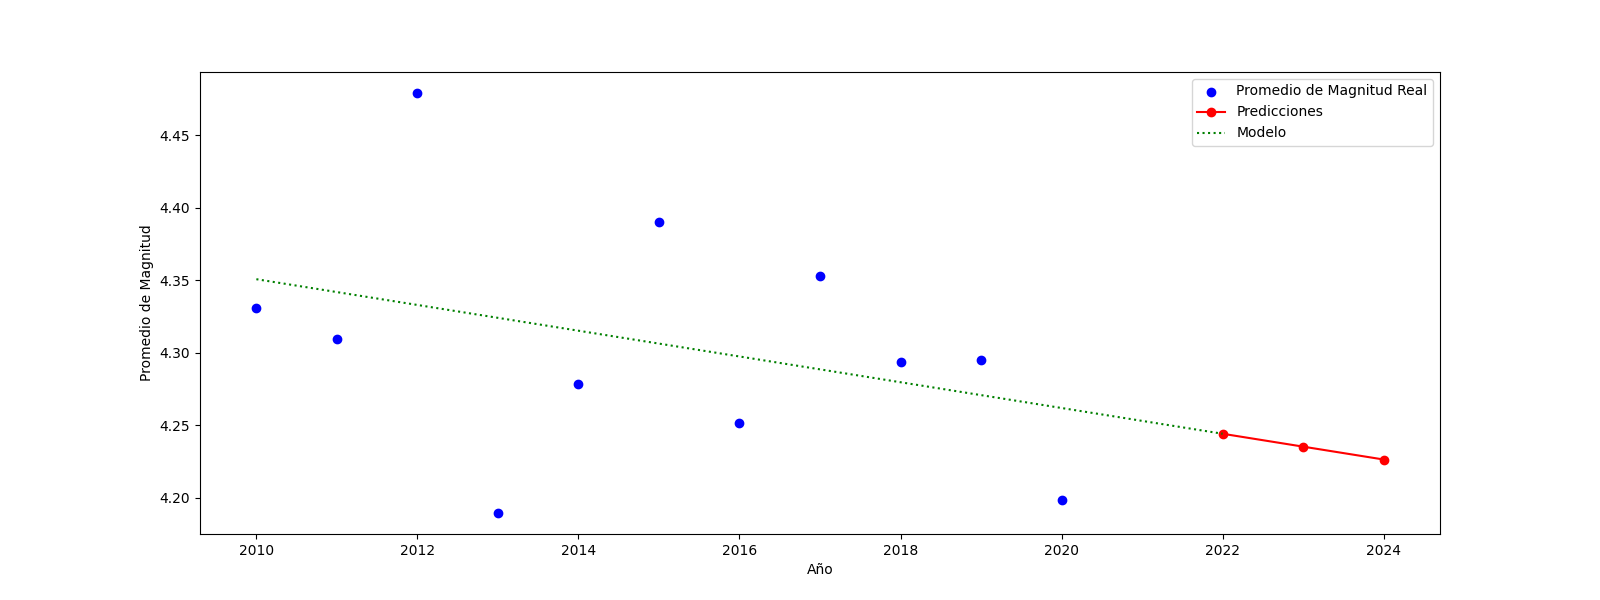 Promedio de Magnitud Real
Predicciones
Modelo
Promedio de Magnitud
4.45
4.40
4.35
4.30
4.25
4.20
2010 2012 2014 2016 2018 2020 2022 2024
Año